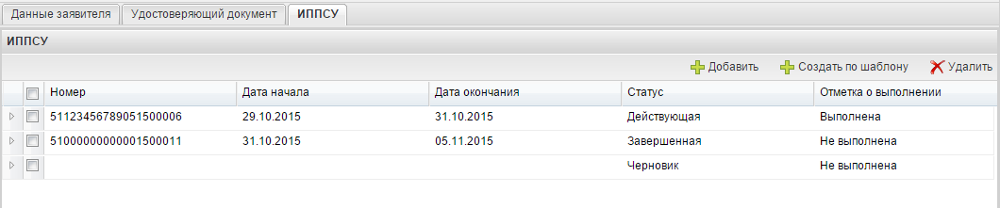 Данные заявителя Удостоверяющий документ ИППСУ
ИППСУ
Добавить Создать по шаблону Удалить
Номер Дата начала Дата окончания Статус Отметка о выполнении
51123456789051500006 29.10.2015 31.10.2015 Действующая Выполнена
51000000000001500011 31.10.2015 05.11.2015 Завершенная Не выполнена
Черновик Не выполнена